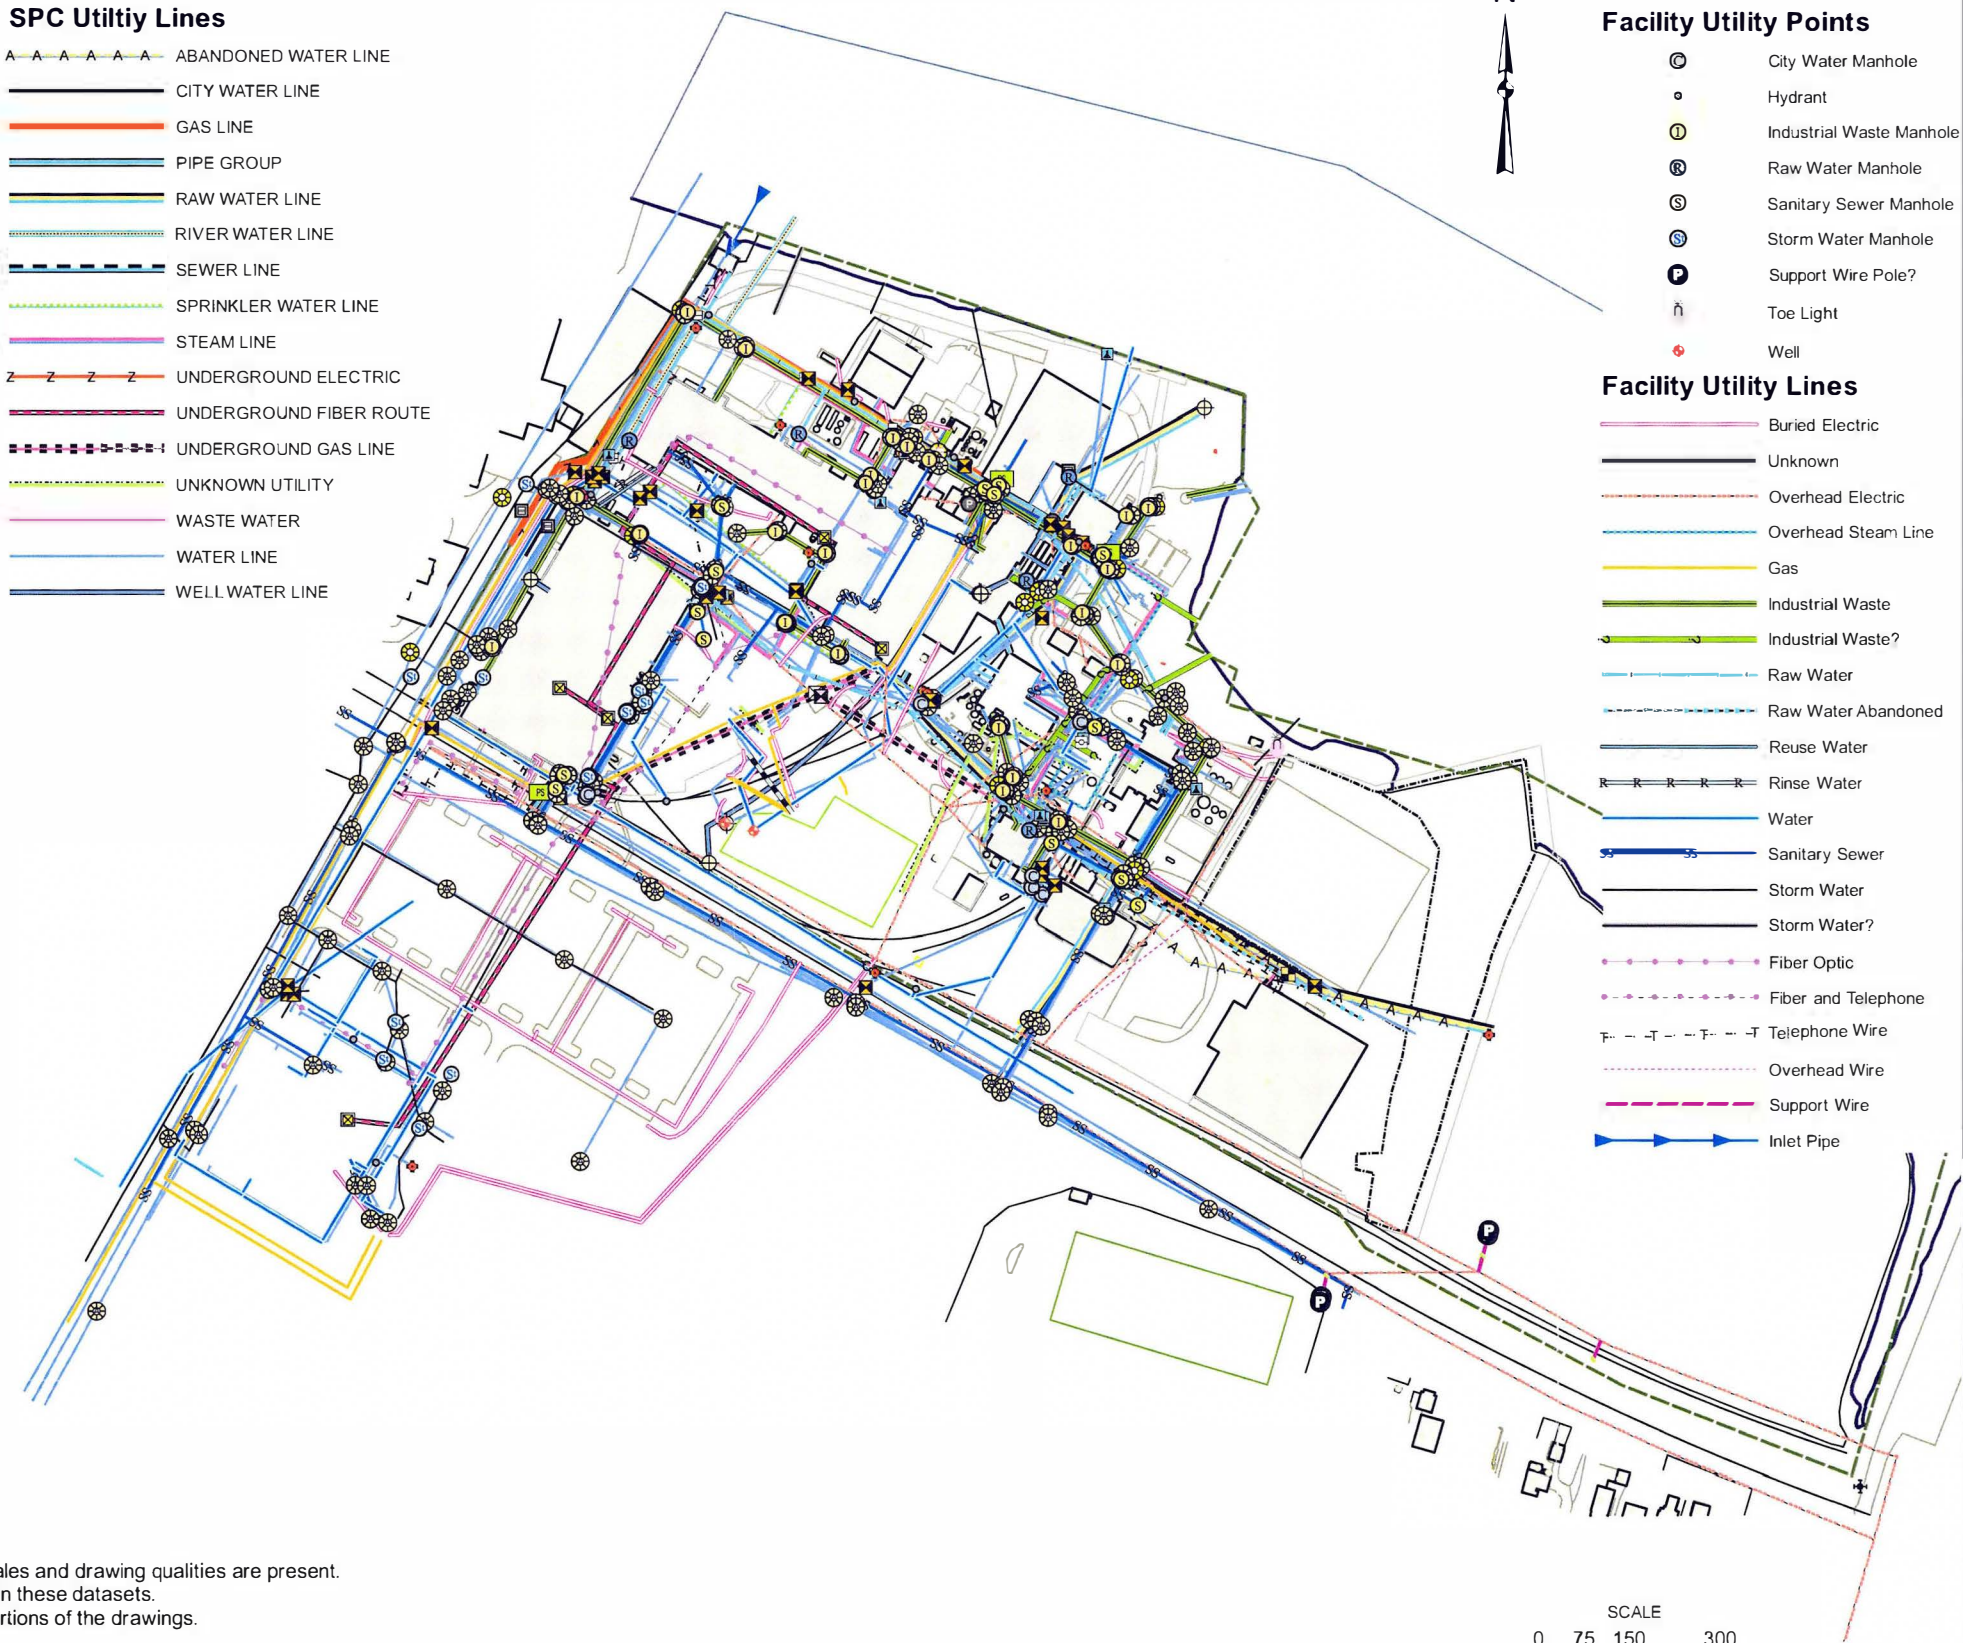 SPC Utiltiy Lines
A A A A A A ABANDONED WATER LINE
CITY WATER LINE
GAS LINE
PIPE GROUP
RAW WATER LINE
RIVER WATER LINE
SEWER LINE
SPRINKLER WATER LINE
STEAM LINE
Z Z Z Z UNDERGROUND ELECTRIC
UNDERGROUND FIBER ROUTE
UNDERGROUND GAS LINE
UNKNOWN UTILITY
WASTE WATER
WATER LINE
WELL WATER LINE
Facility Utility Points
C City Water Manhole
Hydrant
I Industrial Waste Manhole
R Raw Water Manhole
S Sanitary Sewer Manhole
St Storm Water Manhole
P Support Wire Pole?
Toe Light
Well
Facility Utility Lines
Buried Electric
Unknown
Overhead Electric
Overhead Steam Line
Gas
Industrial Waste
Industrial Waste?
Raw Water
Raw Water Abandoned
Reuse Water
R R R R R Rinse Water
Water
SS SS Sanitary Sewer
Storm Water
Storm Water?
Fiber Optic
Fiber and Telephone
T T T T Telephone Wire
Overhead Wire
Support Wire
Inlet Pipe
PS
P
P
ales and drawing qualities are present.
n these datasets.
rtions of the drawings.
SCALE
0 75 150 300